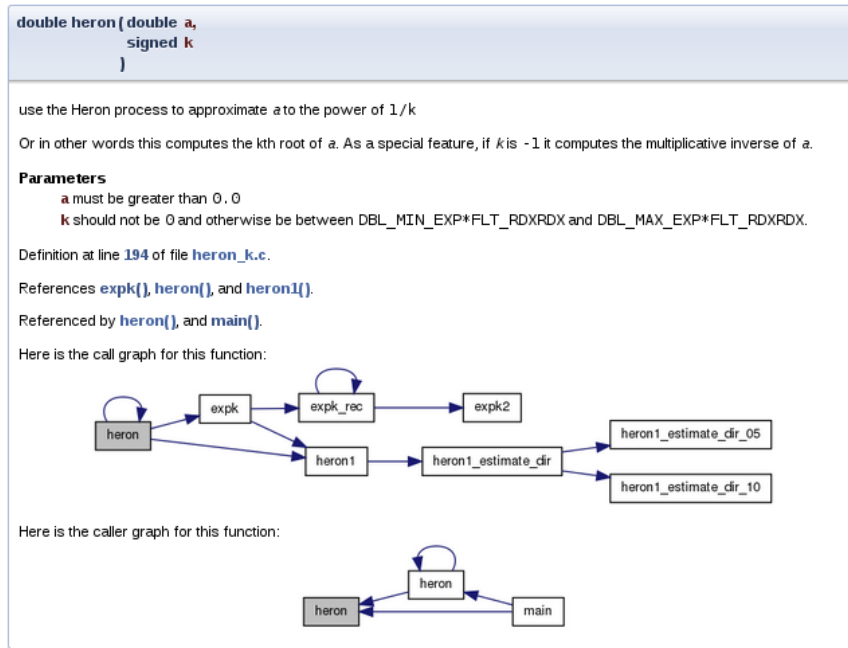 double heron ( double a,
signed k
)
use the Heron process to approximate a to the power of 1/k
Or in other words this computes the kth root of a. As a special feature, if k is -1 it computes the multiplicative inverse of a.
Parameters
a must be greater than 0.0
k should not be 0 and otherwise be between DBL_MIN_EXP*FLT_RDXRDX and DBL_MAX_EXP*FLT_RDXRDX.
Definition at line 194 of file heron_k.c.
References expk(), heron(), and heron1().
Referenced by heron(), and main().
Here is the call graph for this function:
heron
expk
expk_rec
expk2
heron1
heron1_estimate_dir
heron1_estimate_dir_05
heron1_estimate_dir_10
Here is the caller graph for this function:
heron
heron
main